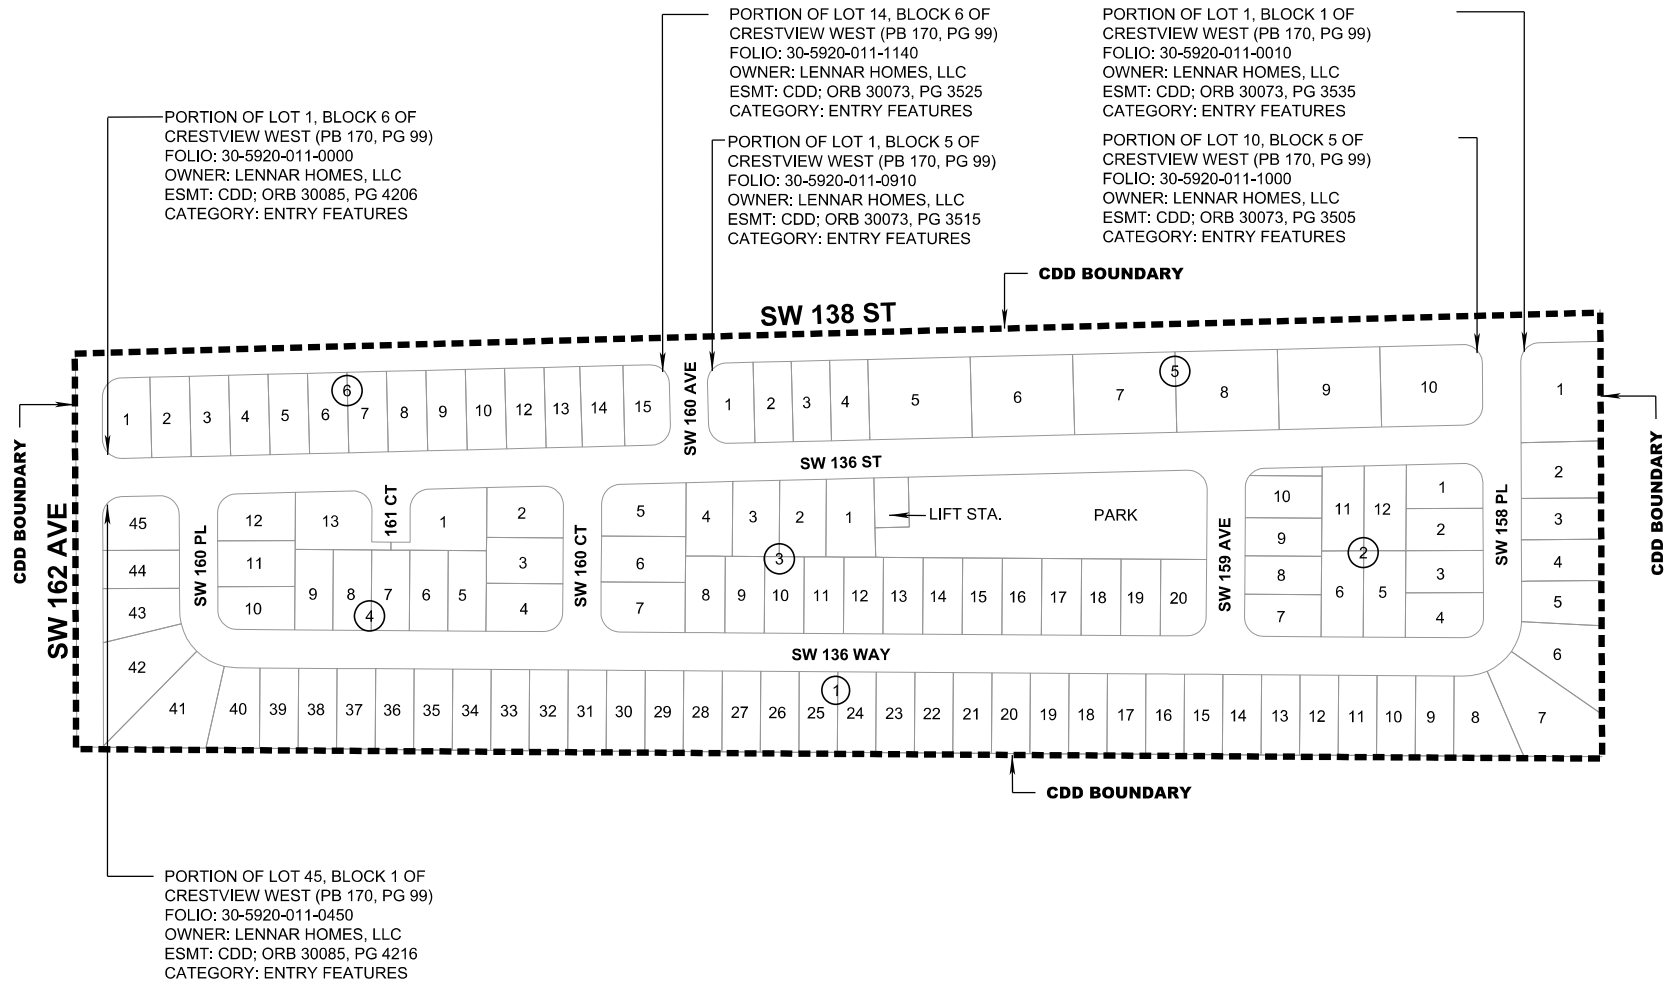 PORTION OF LOT 14, BLOCK 6 OF
CRESTVIEW WEST (PB 170, PG 99)
FOLIO: 30-5920-011-1140
OWNER: LENNAR HOMES, LLC
ESMT: CDD; ORB 30073, PG 3525
CATEGORY: ENTRY FEATURES
PORTION OF LOT 1, BLOCK 1 OF
CRESTVIEW WEST (PB 170, PG 99)
FOLIO: 30-5920-011-0010
OWNER: LENNAR HOMES, LLC
ESMT: CDD; ORB 30073, PG 3535
CATEGORY: ENTRY FEATURES
PORTION OF LOT 1, BLOCK 6 OF
CRESTVIEW WEST (PB 170, PG 99)
FOLIO: 30-5920-011-0000
OWNER: LENNAR HOMES, LLC
ESMT: CDD; ORB 30085, PG 4206
CATEGORY: ENTRY FEATURES
PORTION OF LOT 1, BLOCK 5 OF
CRESTVIEW WEST (PB 170, PG 99)
FOLIO: 30-5920-011-0910
OWNER: LENNAR HOMES, LLC
ESMT: CDD; ORB 30073, PG 3515
CATEGORY: ENTRY FEATURES
PORTION OF LOT 10, BLOCK 5 OF
CRESTVIEW WEST (PB 170, PG 99)
FOLIO: 30-5920-011-1000
OWNER: LENNAR HOMES, LLC
ESMT: CDD; ORB 30073, PG 3505
CATEGORY: ENTRY FEATURES
CDD BOUNDARY
SW 138 ST
CDD BOUNDARY
SW 162 AVE
1 2 3 4 5 6 7 8 9 10 12 13 14 15
6
SW 160 AVE
1 2 3 4 5 6 7 8 9 10
5
1
CDD BOUNDARY
SW 136 ST
45
44
43
42
41
SW 160 PL
12 13
11
10
161 CT
1 2
3
4
9 8 7 6 5
4
SW 160 CT
5
6
7
4 3 2 1
LIFT STA.
PARK
3
8 9 10 11 12 13 14 15 16 17 18 19 20
SW 159 AVE
10
9
8
7
11 12
2
6 5
1
2
3
4
SW 158 PL
2
3
4
5
6
7
SW 136 WAY
1
40 39 38 37 36 35 34 33 32 31 30 29 28 27 26 25 24 23 22 21 20 19 18 17 16 15 14 13 12 11 10 9 8
CDD BOUNDARY
PORTION OF LOT 45, BLOCK 1 OF
CRESTVIEW WEST (PB 170, PG 99)
FOLIO: 30-5920-011-0450
OWNER: LENNAR HOMES, LLC
ESMT: CDD; ORB 30085, PG 4216
CATEGORY: ENTRY FEATURES